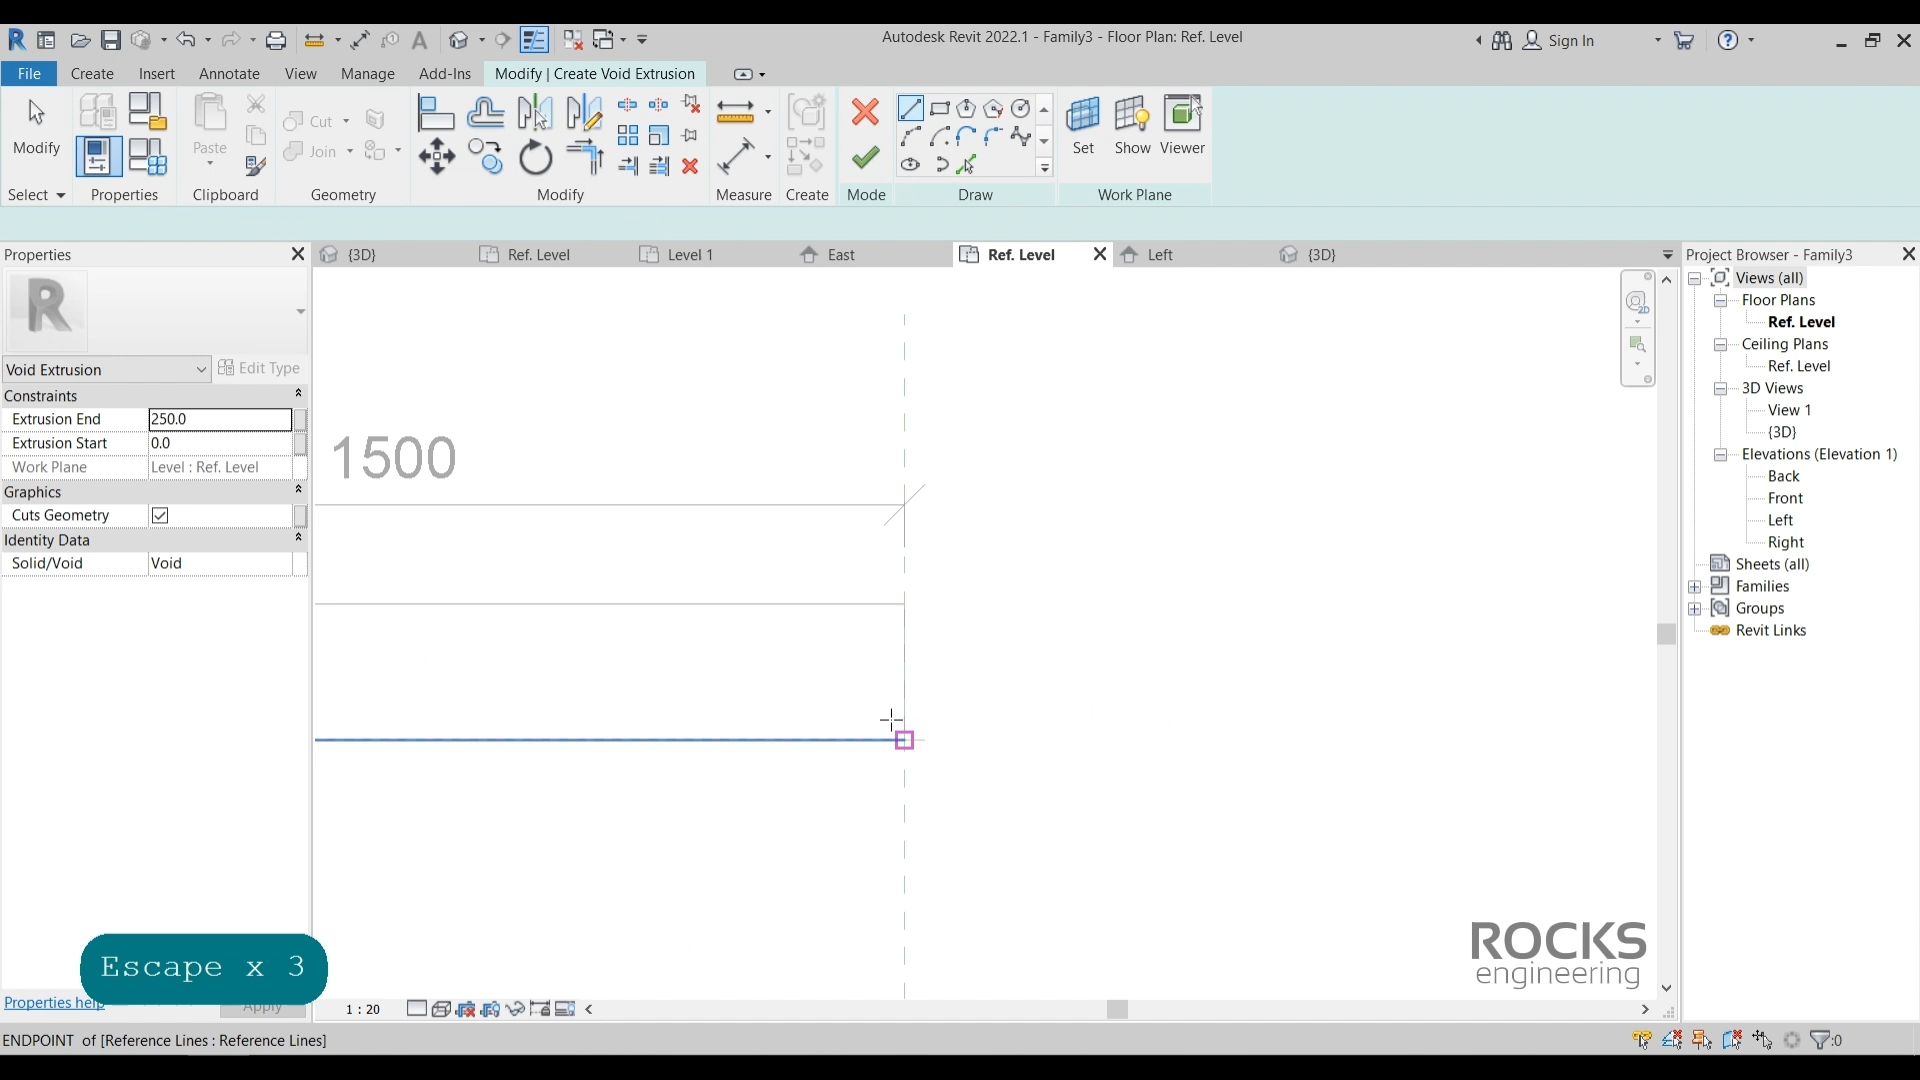 Autodesk Revit 2022.1 - Family3 - Floor Plan: Ref. Level
Sign In
File Create Insert Annotate View Manage Add-Ins Modify | Create Void Extrusion
Modify
Paste
Cut
Join
Set Show Viewer
Select Properties Clipboard Geometry Modify Measure Create Mode Draw Work Plane
Properties
{3D} Ref. Level Level 1 East Ref. Level Left {3D}
Void Extrusion Edit Type
Constraints
Extrusion End 250.0
Extrusion Start 0.0
Work Plane Level : Ref. Level
Graphics
Cuts Geometry
Identity Data
Solid/Void Void
1500
Project Browser - Family3
Views (all)
Floor Plans
Ref. Level
Ceiling Plans
Ref. Level
3D Views
View 1
{3D}
Elevations (Elevation 1)
Back
Front
Left
Right
Sheets (all)
Families
Groups
Revit Links
ROCKS
engineering
Escape x 3
Properties help
Apply
1 : 20
ENDPOINT of [Reference Lines : Reference Lines]
:0